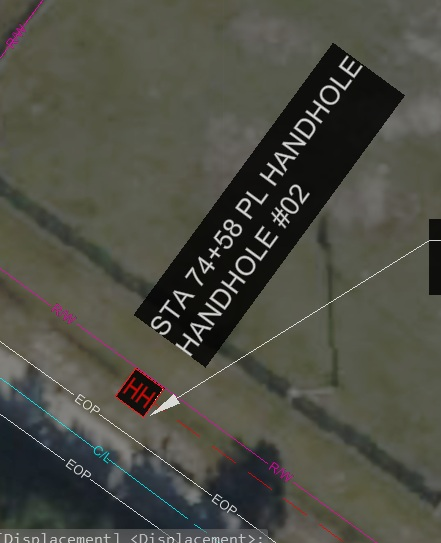 R/W
STA 74+58 PL HANDHOLE
HANDHOLE #02
R/W
HH
EOP
C/L
R/W
EOP
EOP
[Displacement] <Displacement>: